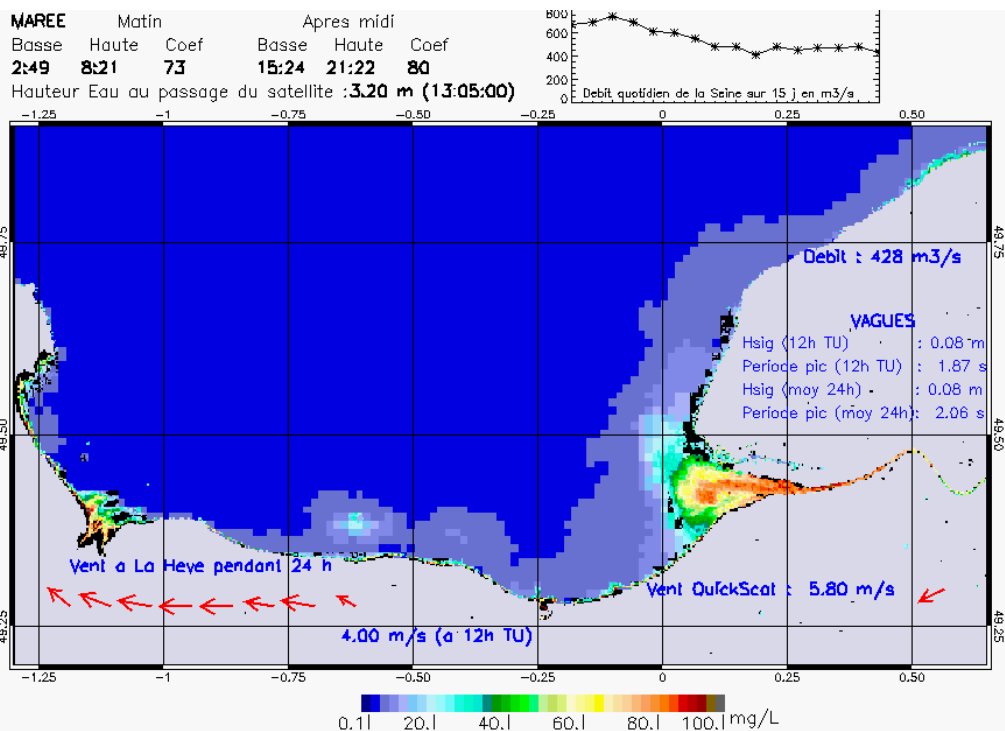 MAREE Matin Apres midi
Basse Haute Coef Basse Haute Coef
2:49 8:21 73 15:24 21:22 80
Hauteur Eau au passage du satellite :3.20 m (13:05:00)
800
600
400
200
0
Debit quotidien de la Seine sur 15 j en m3/s
-1.25 -1 -0.75 -0.50 -0.25 0 0.25 0.50
49.75 49.75
Debit : 428 m3/s
VAGUES
Hsig (12h TU) : 0.08 m
Periode pic (12h TU) : 1.87 s
Hsig (moy 24h) : 0.08 m
Periode pic (moy 24h): 2.06 s
49.50 49.50
Vent a La Heve pendant 24 h
Vent QuickScat : 5.80 m/s
4.00 m/s (a 12h TU)
49.25 49.25
-1.25 -1 -0.75 -0.50 -0.25 0 0.25 0.50
0.1| 20.| 40.| 60.| 80.| 100.| mg/L